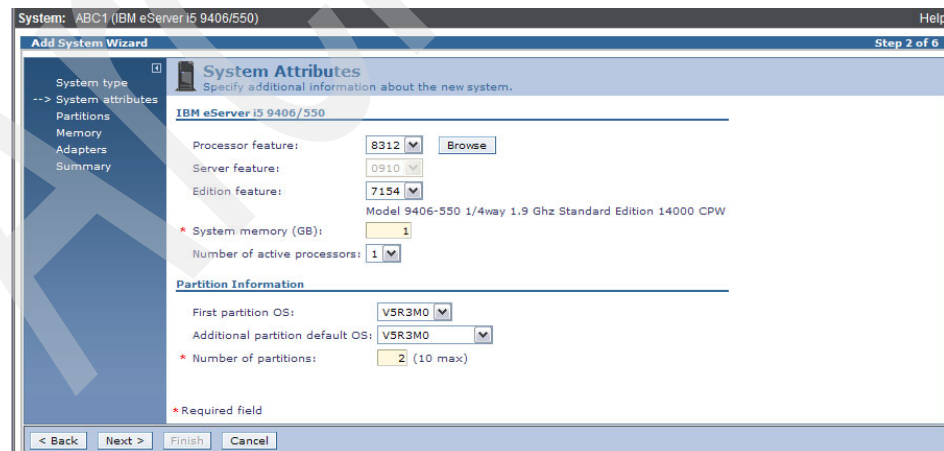 System: ABC1 (IBM eServer i5 9406/550) Help
Add System Wizard Step 2 of 6
System type
--> System attributes
Partitions
Memory
Adapters
Summary
System Attributes
Specify additional information about the new system.
IBM eServer i5 9406/550
Processor feature: 8312 Browse
Server feature: 0910
Edition feature: 7154
Model 9406-550 1/4way 1.9 Ghz Standard Edition 14000 CPW
* System memory (GB): 1
Number of active processors: 1
Partition Information
First partition OS: V5R3M0
Additional partition default OS: V5R3M0
* Number of partitions: 2 (10 max)
* Required field
< Back Next > Finish Cancel